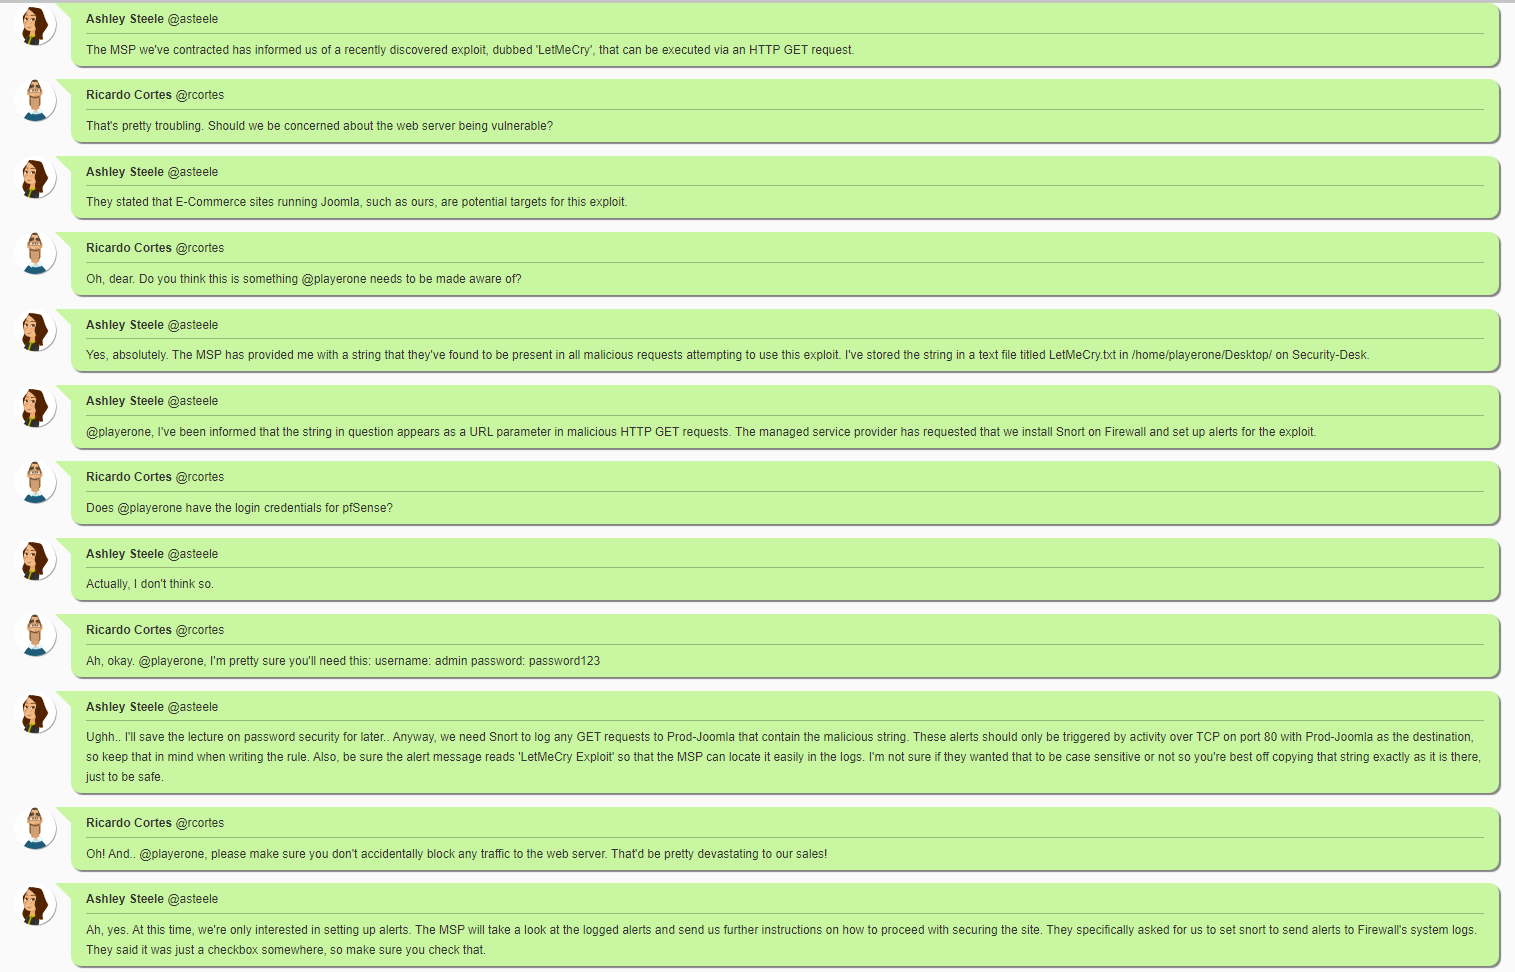 Ashley Steele @asteele
The MSP we've contracted has informed us of a recently discovered exploit, dubbed 'LetMeCry', that can be executed via an HTTP GET request.
Ricardo Cortes @rcortes
That's pretty troubling. Should we be concerned about the web server being vulnerable?
Ashley Steele @asteele
They stated that E-Commerce sites running Joomla, such as ours, are potential targets for this exploit.
Ricardo Cortes @rcortes
Oh, dear. Do you think this is something @playerone needs to be made aware of?
Ashley Steele @asteele
Yes, absolutely. The MSP has provided me with a string that they've found to be present in all malicious requests attempting to use this exploit. I've stored the string in a text file titled LetMeCry.txt in /home/playerone/Desktop/ on Security-Desk.
Ashley Steele @asteele
@playerone, I've been informed that the string in question appears as a URL parameter in malicious HTTP GET requests. The managed service provider has requested that we install Snort on Firewall and set up alerts for the exploit.
Ricardo Cortes @rcortes
Does @playerone have the login credentials for pfSense?
Ashley Steele @asteele
Actually, I don't think so.
Ricardo Cortes @rcortes
Ah, okay. @playerone, I'm pretty sure you'll need this: username: admin password: password123
Ashley Steele @asteele
Ughh.. I'll save the lecture on password security for later.. Anyway, we need Snort to log any GET requests to Prod-Joomla that contain the malicious string. These alerts should only be triggered by activity over TCP on port 80 with Prod-Joomla as the destination,
so keep that in mind when writing the rule. Also, be sure the alert message reads 'LetMeCry Exploit' so that the MSP can locate it easily in the logs. I'm not sure if they wanted that to be case sensitive or not so you're best off copying that string exactly as it is there,
just to be safe.
Ricardo Cortes @rcortes
Oh! And.. @playerone, please make sure you don't accidentally block any traffic to the web server. That'd be pretty devastating to our sales!
Ashley Steele @asteele
Ah, yes. At this time, we're only interested in setting up alerts. The MSP will take a look at the logged alerts and send us further instructions on how to proceed with securing the site. They specifically asked for us to set snort to send alerts to Firewall's system logs.
They said it was just a checkbox somewhere, so make sure you check that.